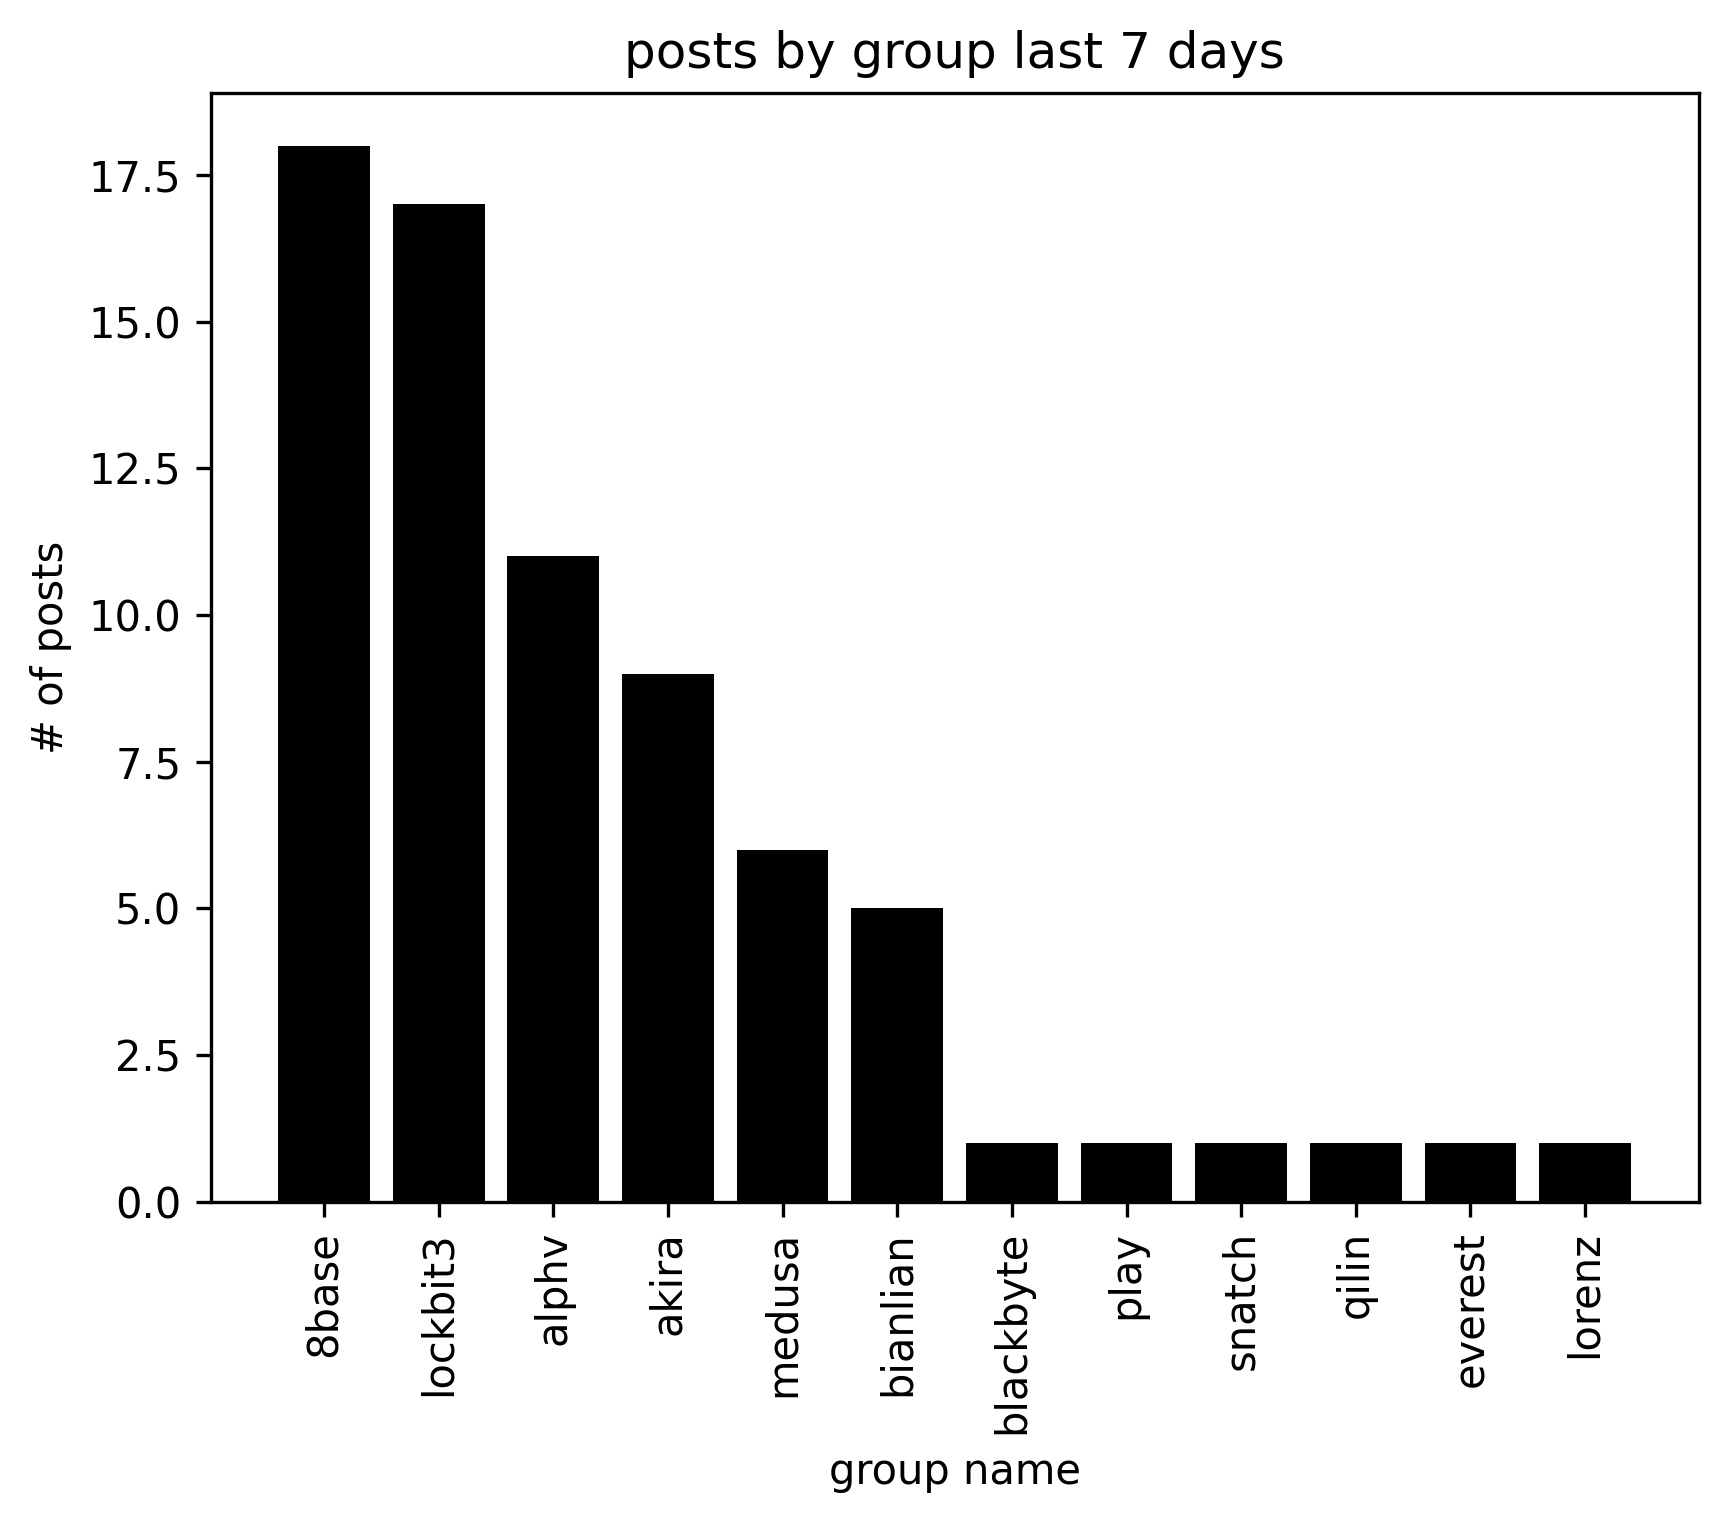 posts by group last 7 days
# of posts
17.5
15.0
12.5
10.0
7.5
5.0
2.5
0.0
8base
lockbit3
alphv
akira
medusa
bianlian
blackbyte
play
snatch
qilin
everest
lorenz
group name